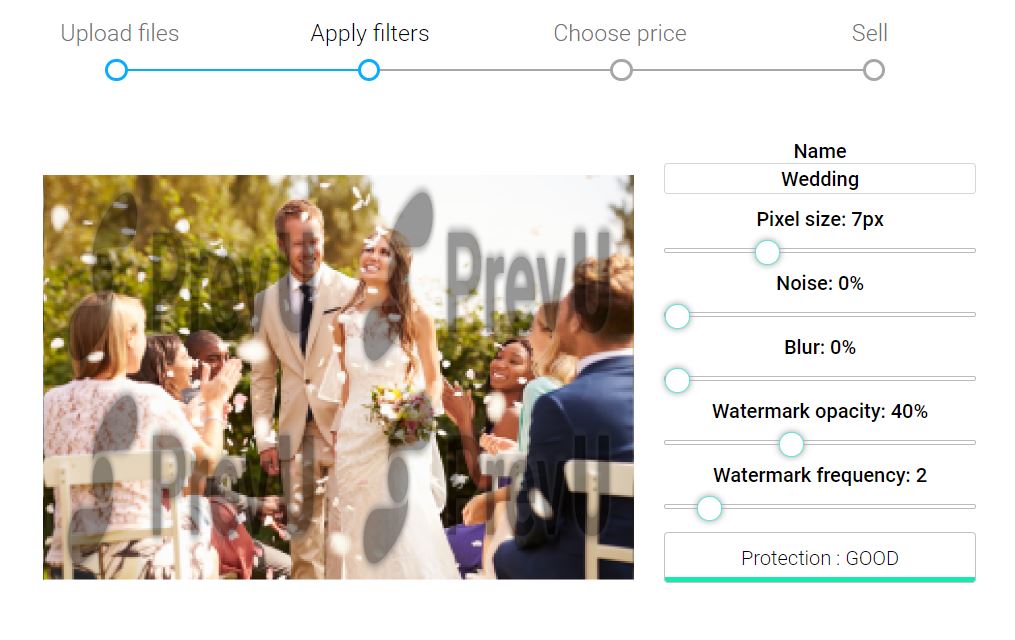 Upload files
Apply filters
Choose price
Sell
Name
Wedding
Pixel size: 7px
Noise: 0%
Blur: 0%
Watermark opacity: 40%
Watermark frequency: 2
Protection : GOOD
PrevU
PrevU
PrevU
PrevU